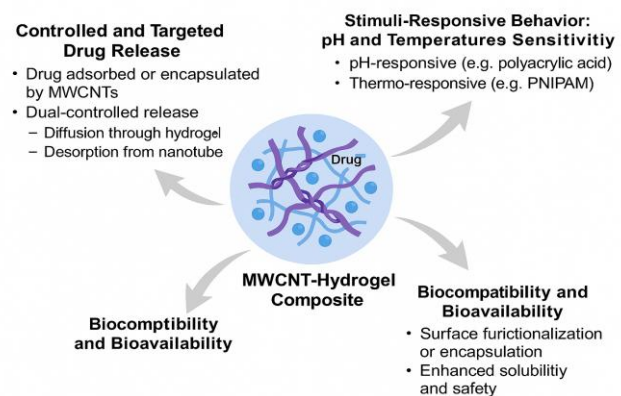 Controlled and Targeted
Drug Release
• Drug adsorbed or encapsulated
by MWCNTs
• Dual-controlled release
– Diffusion through hydrogel
– Desorption from nanotube
Stimuli-Responsive Behavior:
pH and Temperatures Sensitivitiy
• pH-responsive (e.g. polyacrylic acid)
• Thermo-responsive (e.g. PNIPAM)
Drug
MWCNT-Hydrogel
Composite
Biocomptibility
and Bioavailability
Biocompatibility and
Bioavailability
• Surface furictionalization
or encapsulation
• Enhanced solubilitiy
and safety